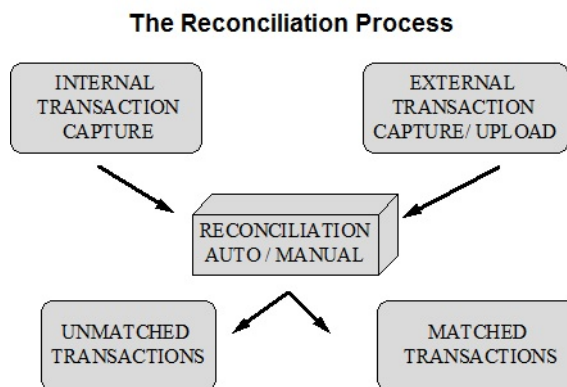 The Reconciliation Process
INTERNAL
TRANSACTION
CAPTURE
EXTERNAL
TRANSACTION
CAPTURE/ UPLOAD
RECONCILIATION
AUTO / MANUAL
UNMATCHED
TRANSACTIONS
MATCHED
TRANSACTIONS